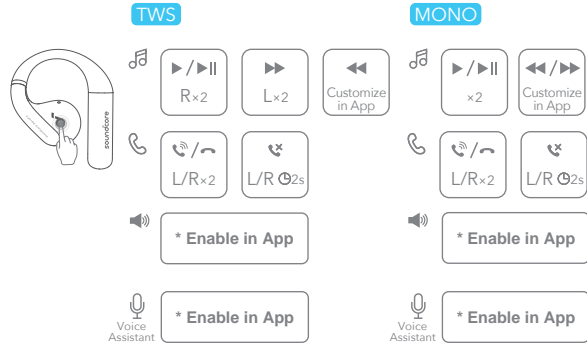 TWS
MONO
R×2
L×2
Customize
in App
×2
Customize
in App
soundcore
L/R×2
L/R 2s
L/R×2
L/R 2s
* Enable in App
* Enable in App
Voice
Assistant
* Enable in App
Voice
Assistant
* Enable in App